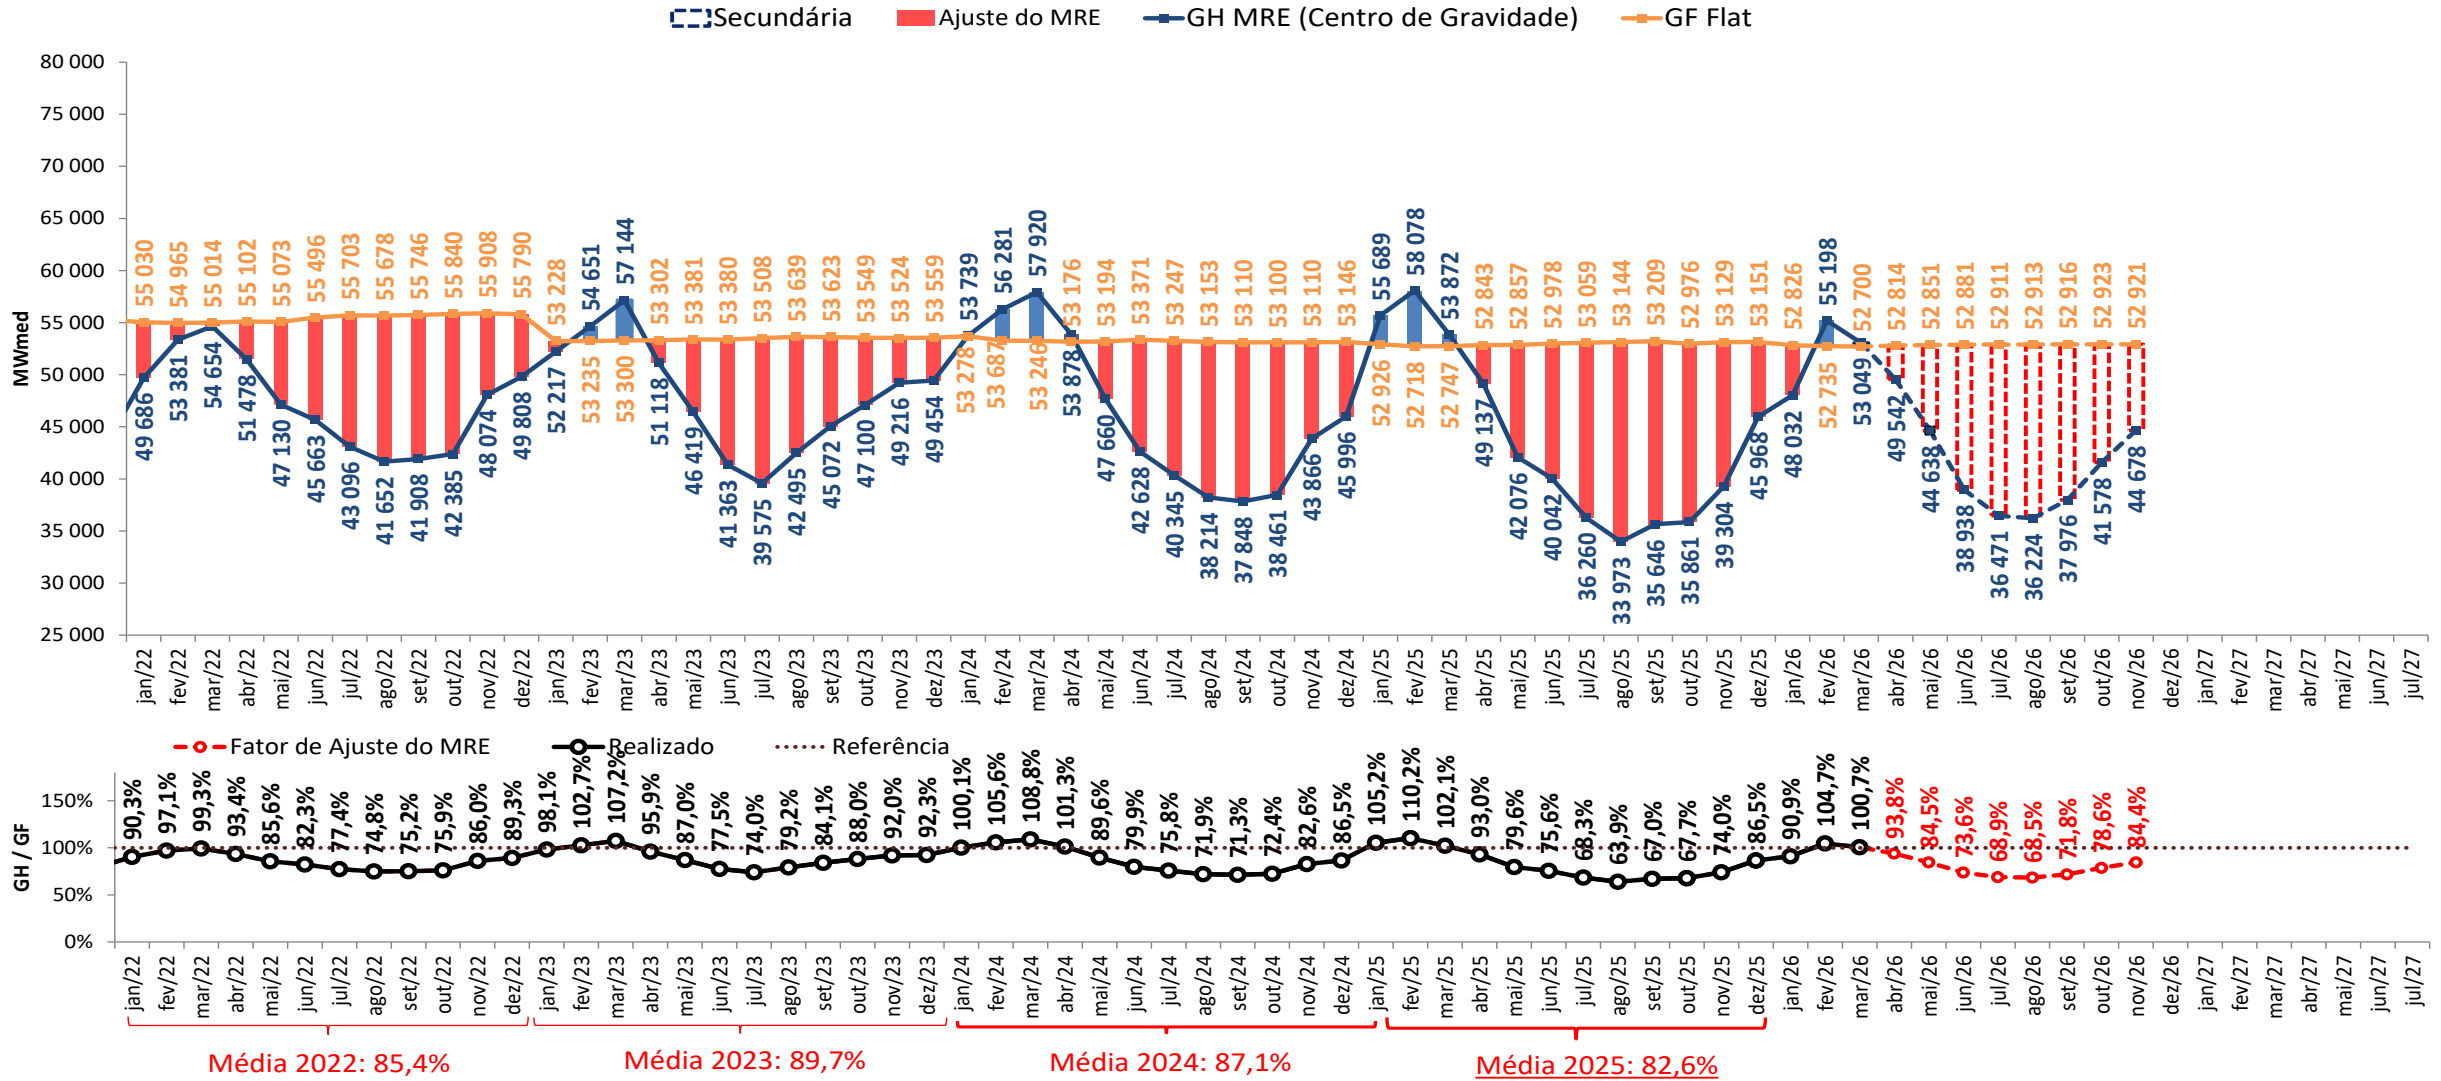 Secundária Ajuste do MRE GH MRE (Centro de Gravidade) GF Flat
MWmed
80 000
75 000
70 000
65 000
60 000
55 000
50 000
45 000
40 000
35 000
30 000
25 000
55 030 54 965 55 014 55 102 55 073 55 496 55 703 55 678 55 746 55 840 55 908 55 790 53 228 53 235 53 300 53 302 53 381 53 380 53 508 53 639 53 623 53 549 53 524 53 559 53 278 53 687 53 246 53 176 53 194 53 371 53 247 53 153 53 110 53 100 53 110 53 146 52 926 52 718 52 747 52 843 52 857 52 978 53 059 53 144 53 209 52 976 53 129 53 151 52 826 52 735 52 700 52 814 52 851 52 881 52 911 52 913 52 916 52 923 52 921
49 686 53 381 54 654 51 478 47 130 45 663 43 096 41 652 41 908 42 385 48 074 49 808 52 217 54 651 57 144 51 118 46 419 41 363 39 575 42 495 45 072 47 100 49 216 49 454 53 739 56 281 57 920 53 878 47 660 42 628 40 345 38 214 37 848 38 461 43 866 45 996 55 689 58 078 53 872 49 137 42 076 40 042 36 260 33 973 35 646 35 861 39 304 45 968 48 032 55 198 53 049 49 542 44 638 38 938 36 471 36 224 37 976 41 578 44 678
jan/22 fev/22 mar/22 abr/22 mai/22 jun/22 jul/22 ago/22 set/22 out/22 nov/22 dez/22 jan/23 fev/23 mar/23 abr/23 mai/23 jun/23 jul/23 ago/23 set/23 out/23 nov/23 dez/23 jan/24 fev/24 mar/24 abr/24 mai/24 jun/24 jul/24 ago/24 set/24 out/24 nov/24 dez/24 jan/25 fev/25 mar/25 abr/25 mai/25 jun/25 jul/25 ago/25 set/25 out/25 nov/25 dez/25 jan/26 fev/26 mar/26 abr/26 mai/26 jun/26 jul/26 ago/26 set/26 out/26 nov/26 dez/26 jan/27 fev/27 mar/27 abr/27 mai/27 jun/27 jul/27
Fator de Ajuste do MRE Realizado Referência
GH / GF
150%
100%
50%
0%
90,3% 97,1% 99,3% 93,4% 85,6% 82,3% 77,4% 74,8% 75,2% 75,9% 86,0% 89,3% 98,1% 102,7% 107,2% 95,9% 87,0% 77,5% 74,0% 79,2% 84,1% 88,0% 92,0% 92,3% 100,1% 105,6% 108,8% 101,3% 89,6% 79,9% 75,8% 71,9% 71,3% 72,4% 82,6% 86,5% 105,2% 110,2% 102,1% 93,0% 79,6% 75,6% 68,3% 63,9% 67,0% 67,7% 74,0% 86,5% 90,9% 104,7% 100,7% 93,8% 84,5% 73,6% 68,9% 68,5% 71,8% 78,6% 84,4%
jan/22 fev/22 mar/22 abr/22 mai/22 jun/22 jul/22 ago/22 set/22 out/22 nov/22 dez/22 jan/23 fev/23 mar/23 abr/23 mai/23 jun/23 jul/23 ago/23 set/23 out/23 nov/23 dez/23 jan/24 fev/24 mar/24 abr/24 mai/24 jun/24 jul/24 ago/24 set/24 out/24 nov/24 dez/24 jan/25 fev/25 mar/25 abr/25 mai/25 jun/25 jul/25 ago/25 set/25 out/25 nov/25 dez/25 jan/26 fev/26 mar/26 abr/26 mai/26 jun/26 jul/26 ago/26 set/26 out/26 nov/26 dez/26 jan/27 fev/27 mar/27 abr/27 mai/27 jun/27 jul/27
Média 2022: 85,4% Média 2023: 89,7% Média 2024: 87,1% Média 2025: 82,6%